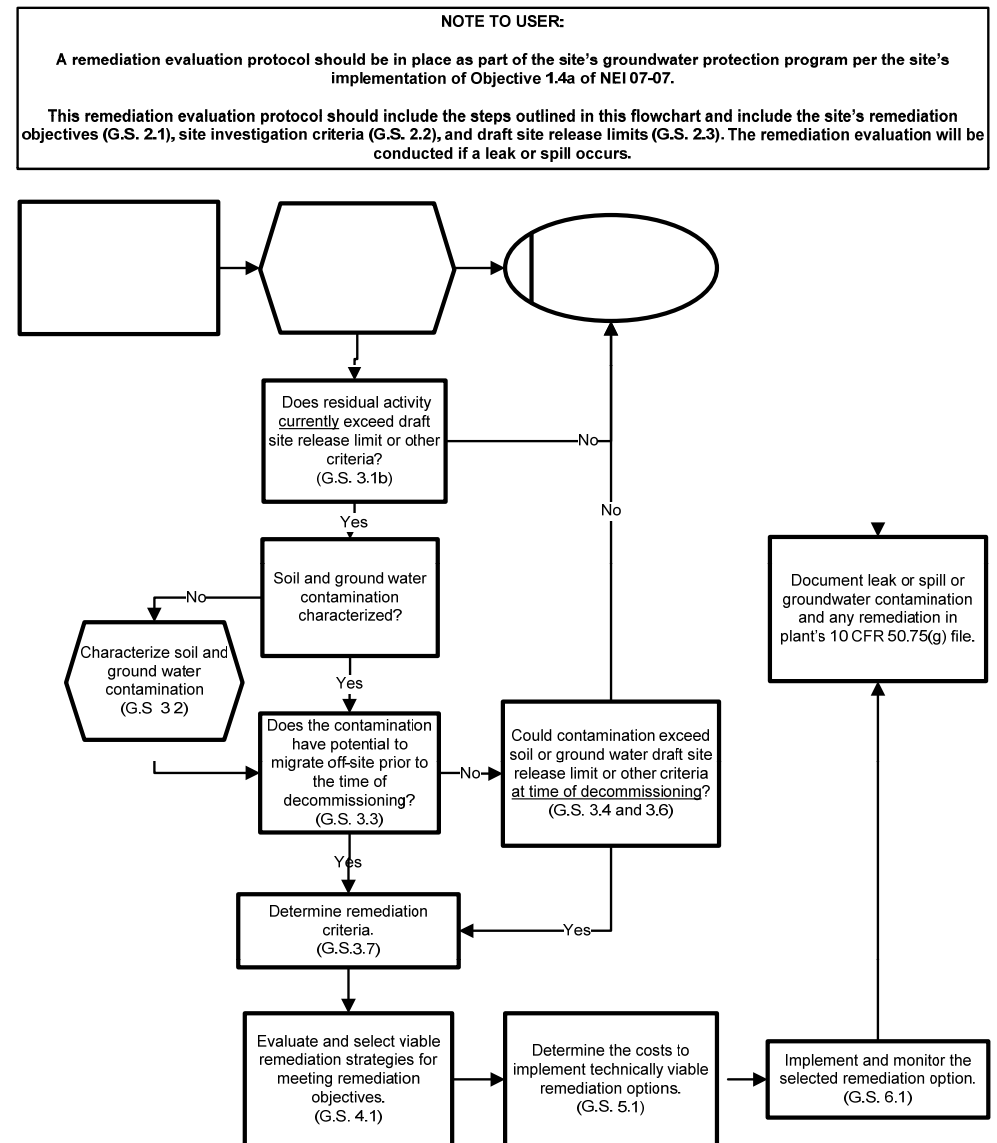 NOTE TO USER:
A remediation evaluation protocol should be in place as part of the site's groundwater protection program per the site's
implementation of Objective 1.4a of NEI 07-07.
This remediation evaluation protocol should include the steps outlined in this flowchart and include the site's remediation
objectives (G.S. 2.1), site investigation criteria (G.S. 2.2), and draft site release limits (G.S. 2.3). The remediation evaluation will be
conducted if a leak or spill occurs.
Does residual activity
currently exceed draft
site release limit or other
criteria?
(G.S. 3.1b)
No
Yes
No
Soil and ground water
contamination
characterized?
No
Document leak or spill or
groundwater contamination
and any remediation in
plant's 10 CFR 50.75(g) file.
Characterize soil and
ground water
contamination
(G.S 3 2)
Yes
Does the contamination
have potential to
migrate off-site prior to
the time of
decommissioning?
(G.S. 3.3)
No
Could contamination exceed
soil or ground water draft site
release limit or other criteria
at time of decommissioning?
(G.S. 3.4 and 3.6)
Yes
Determine remediation
criteria.
(G.S.3.7)
Yes
Evaluate and select viable
remediation strategies for
meeting remediation
objectives.
(G.S. 4.1)
Determine the costs to
implement technically viable
remediation options.
(G.S. 5.1)
Implement and monitor the
selected remediation option.
(G.S. 6.1)